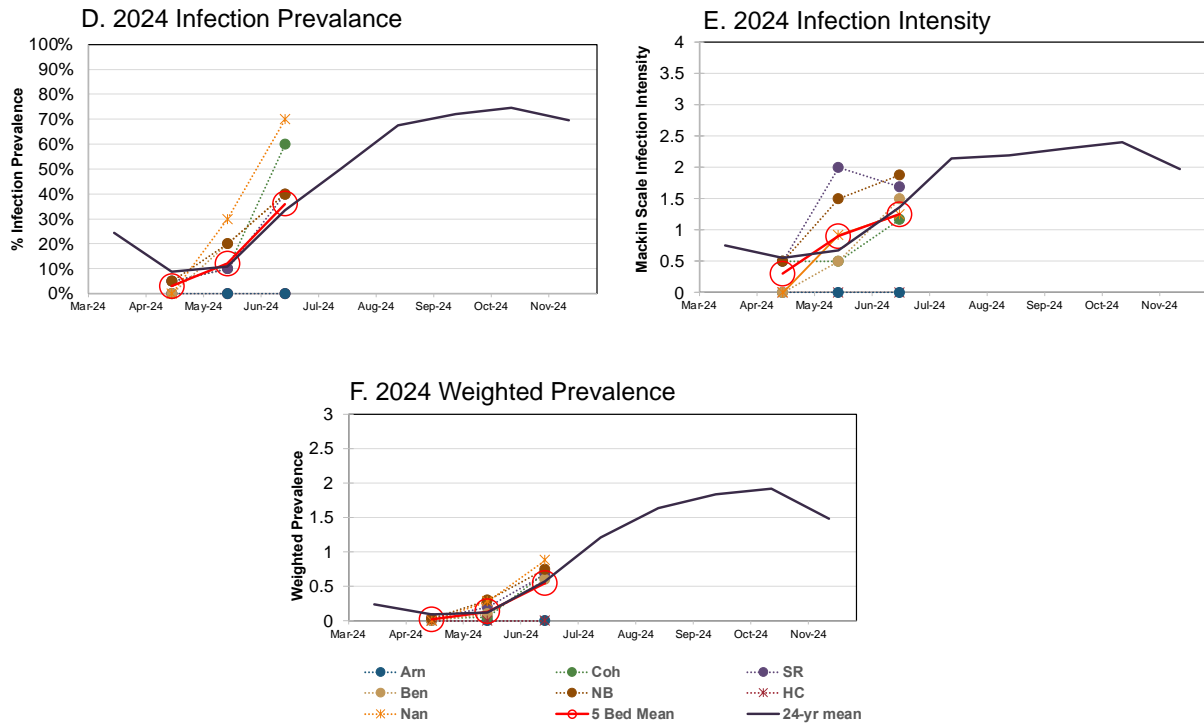 D. 2024 Infection Prevalance
% Infection Prevalence
100%
90%
80%
70%
60%
50%
40%
30%
20%
10%
0%
Mar-24 Apr-24 May-24 Jun-24 Jul-24 Aug-24 Sep-24 Oct-24 Nov-24
E. 2024 Infection Intensity
Mackin Scale Infection Intensity
4
3.5
3
2.5
2
1.5
1
0.5
0
Mar-24 Apr-24 May-24 Jun-24 Jul-24 Aug-24 Sep-24 Oct-24 Nov-24
F. 2024 Weighted Prevalence
Weighted Prevalence
3
2.5
2
1.5
1
0.5
0
Mar-24 Apr-24 May-24 Jun-24 Jul-24 Aug-24 Sep-24 Oct-24 Nov-24
Arn Coh SR
Ben NB HC
Nan 5 Bed Mean 24-yr mean